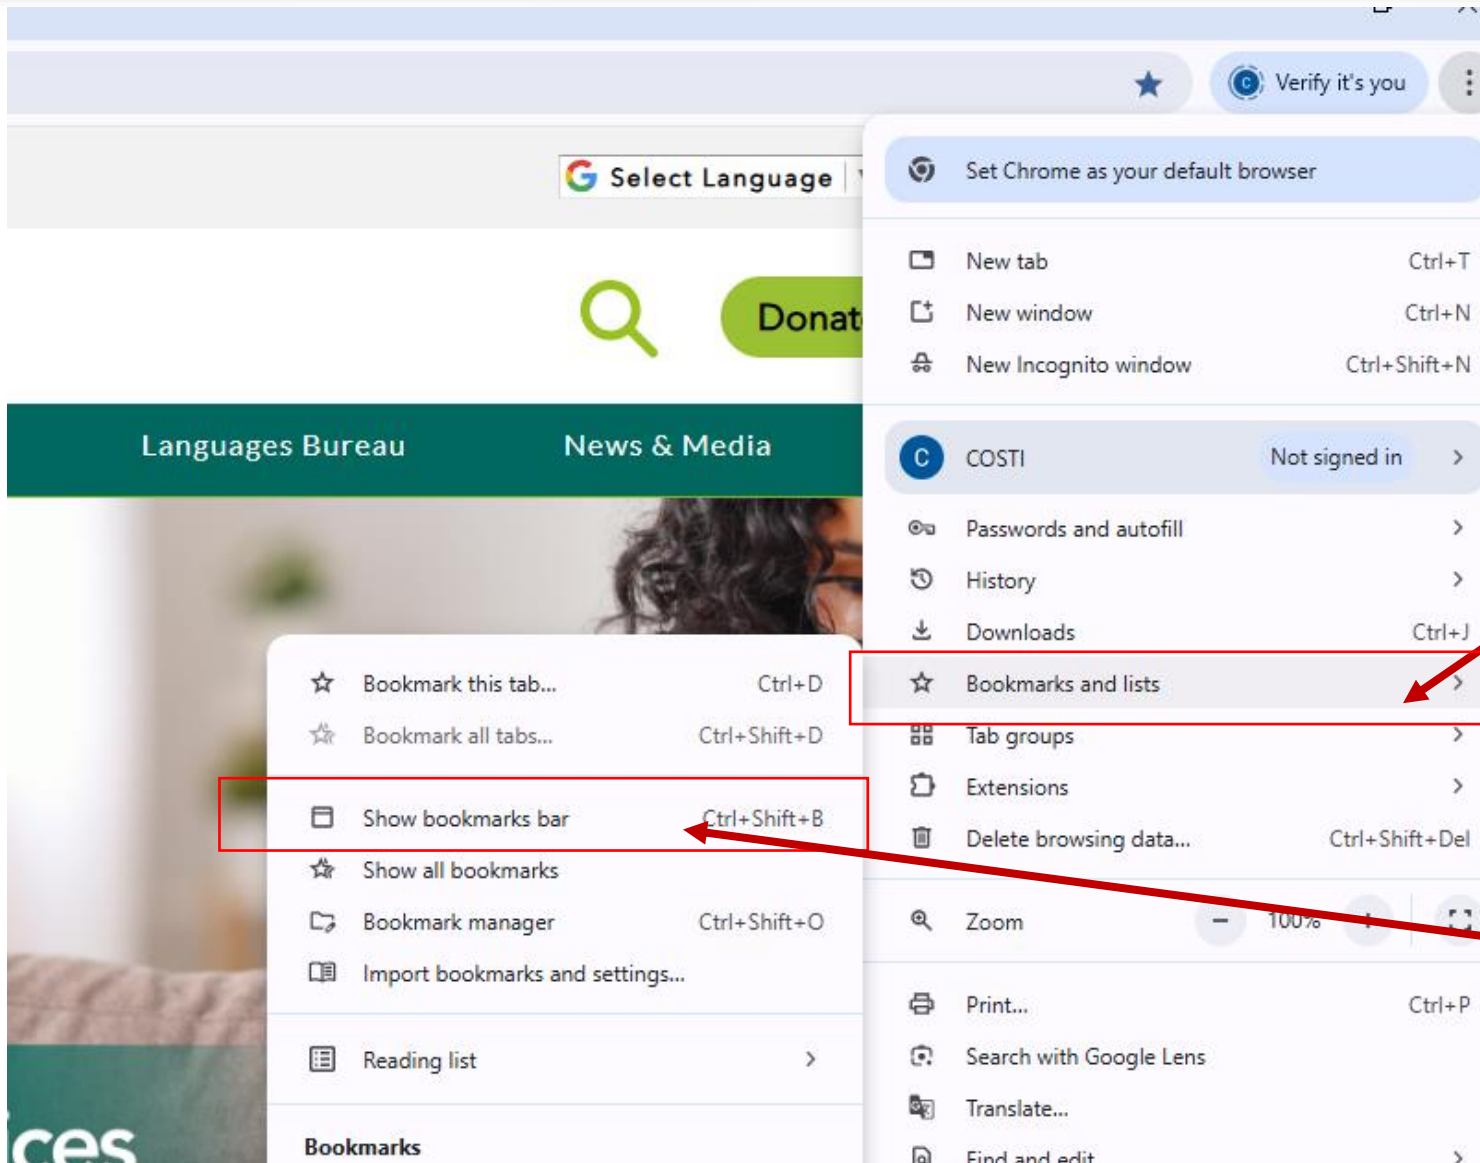 Verify it's you
Select Language
Set Chrome as your default browser
New tab Ctrl+T
New window Ctrl+N
New Incognito window Ctrl+Shift+N
Donat
Languages Bureau News & Media
C COSTI Not signed in
Passwords and autofill
History
Downloads Ctrl+J
Bookmarks and lists
Tab groups
Extensions
Delete browsing data... Ctrl+Shift+Del
Zoom - 100% +
Print... Ctrl+P
Search with Google Lens
Translate...
Find and edit
Bookmark this tab... Ctrl+D
Bookmark all tabs... Ctrl+Shift+D
Show bookmarks bar Ctrl+Shift+B
Show all bookmarks
Bookmark manager Ctrl+Shift+O
Import bookmarks and settings...
Reading list
Bookmarks
ces